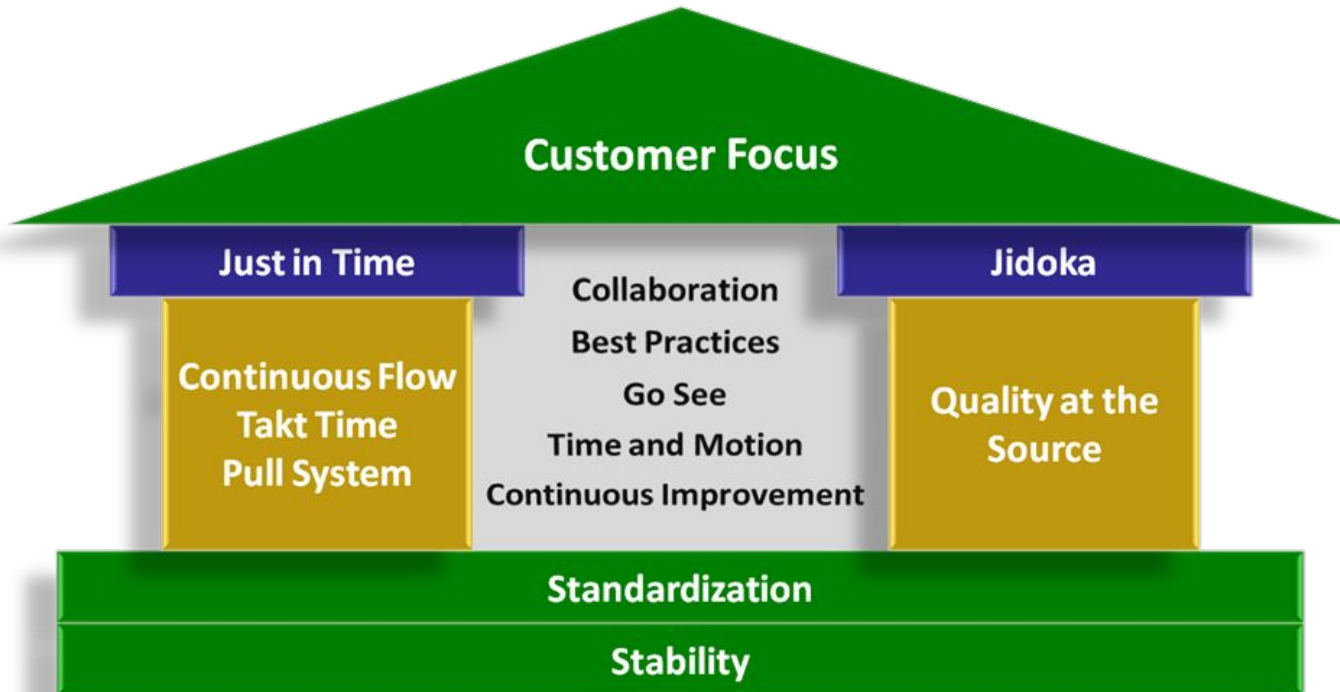 Customer Focus
Just in Time
Continuous Flow
Takt Time
Pull System
Collaboration
Best Practices
Go See
Time and Motion
Continuous Improvement
Jidoka
Quality at the
Source
Standardization
Stability